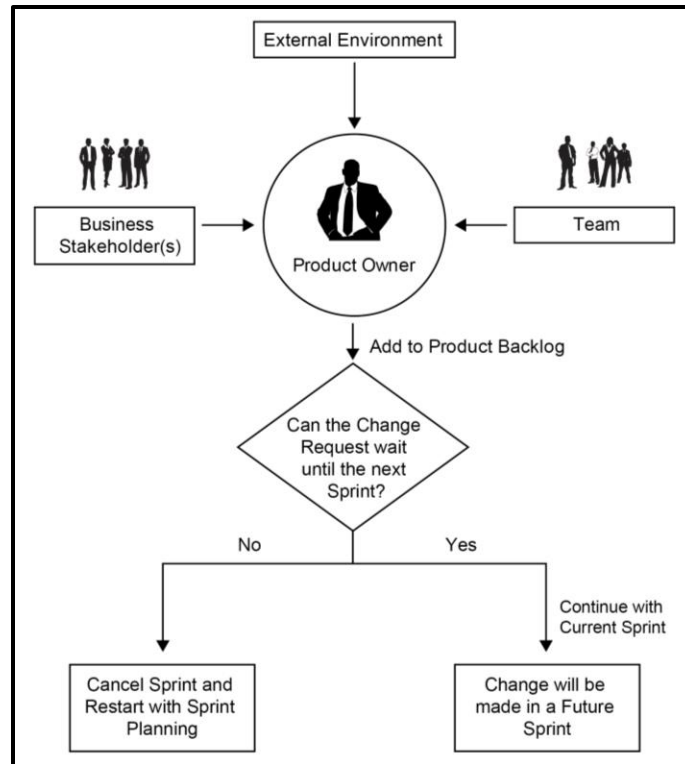 External Environment
Business
Stakeholder(s)
Team
Product Owner
Add to Product Backlog
Can the Change
Request wait
until the next
Sprint?
No
Yes
Continue with
Current Sprint
Cancel Sprint and
Restart with Sprint
Planning
Change will be
made in a Future
Sprint